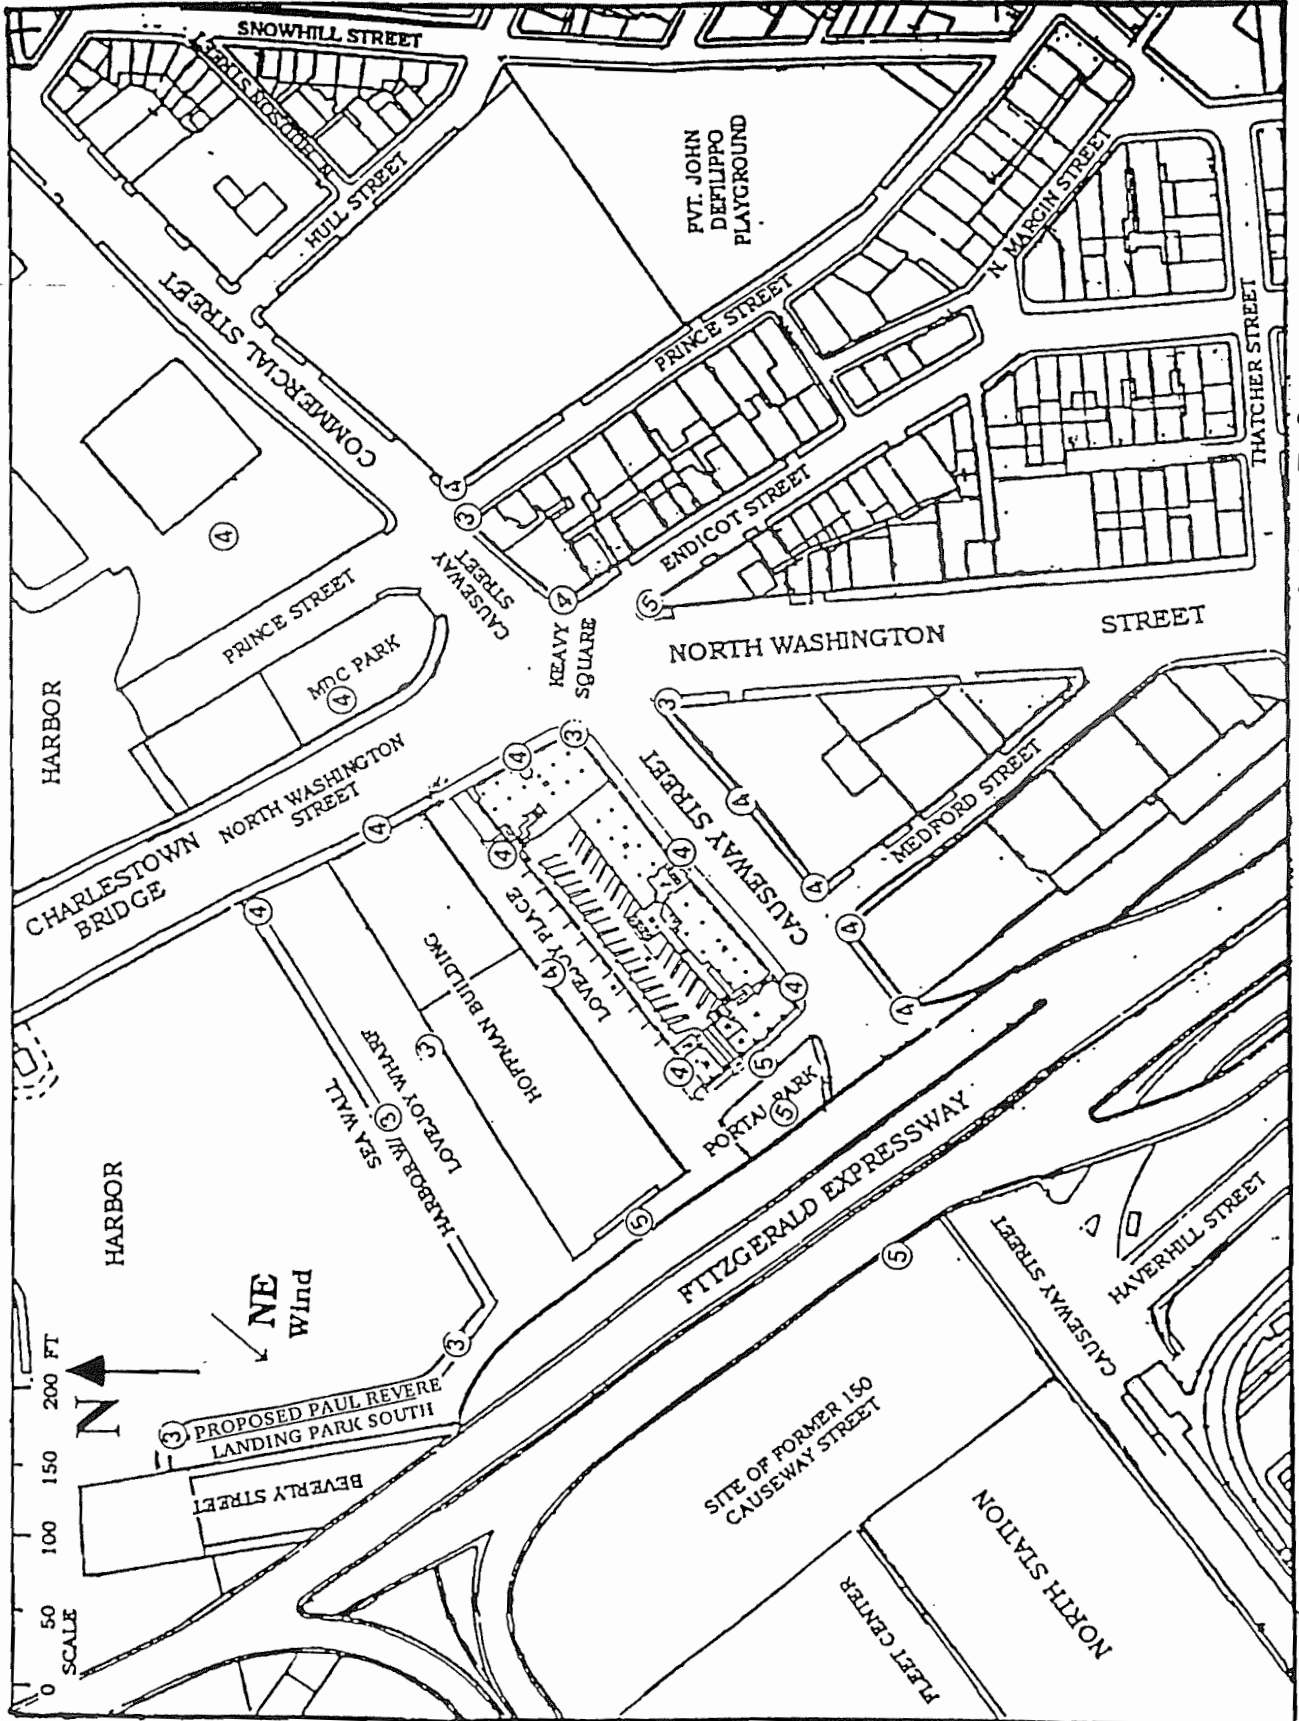 SNOWHILL STREET
N. HUDSON STREET
HULL STREET
PVT. JOHN
DEFILIPPO
PLAYGROUND
N. MARGIN STREET
COMMERCIAL STREET
PRINCE STREET
THATCHER STREET
4
3
4
CAUSEWAY
STREET
ENDICOT STREET
4
5
PRINCE STREET
KEAVY
SQUARE
NORTH WASHINGTON
STREET
MDC PARK
4
HARBOR
3
3
4
NORTH WASHINGTON
STREET
CHARLESTOWN
BRIDGE
4
4
4
CAUSEWAY STREET
4
4
MEDFORD STREET
4
4
4
4
LOVEJOY PLACE
4
HOFFMAN BUILDING
3
4
5
PORTAL PARK
5
SEA WALL
HARBOR W/
LOVEJOY WHARF
3
5
FITZGERALD EXPRESSWAY
HARBOR
NE
Wind
3
5
CAUSEWAY STREET
HAVERHILL STREET
N
3
PROPOSED PAUL REVERE
LANDING PARK SOUTH
BEVERLY STREET
SITE OF FORMER 150
CAUSEWAY STREET
NORTH STATION
FLEET CENTER
0 50 100 150 200 FT
SCALE